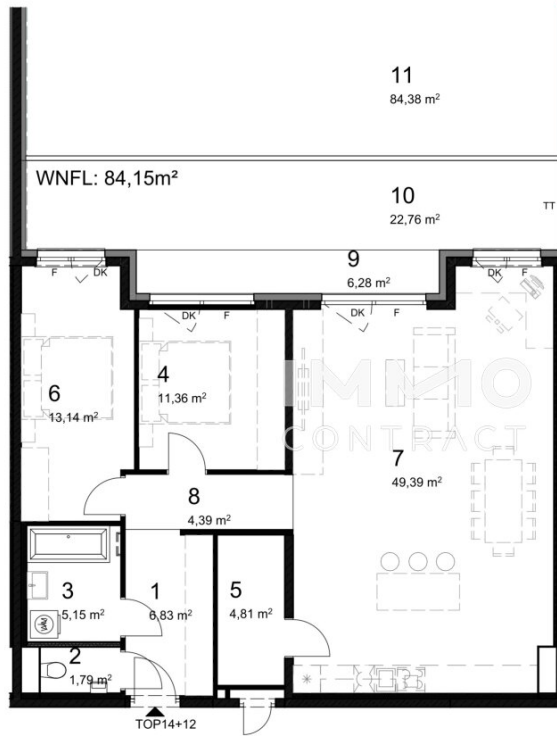 11
84,38 m²
WNFL: 84,15m²
10
22,76 m²
TT
9
6,28 m²
F DK
DK F
DK F
DK F
4
11,36 m²
6
13,14 m²
IMMO
CONTRACT
7
49,39 m²
8
4,39 m²
3
5,15 m²
WM
1
6,83 m²
5
4,81 m²
2
1,79 m²
TOP14+12